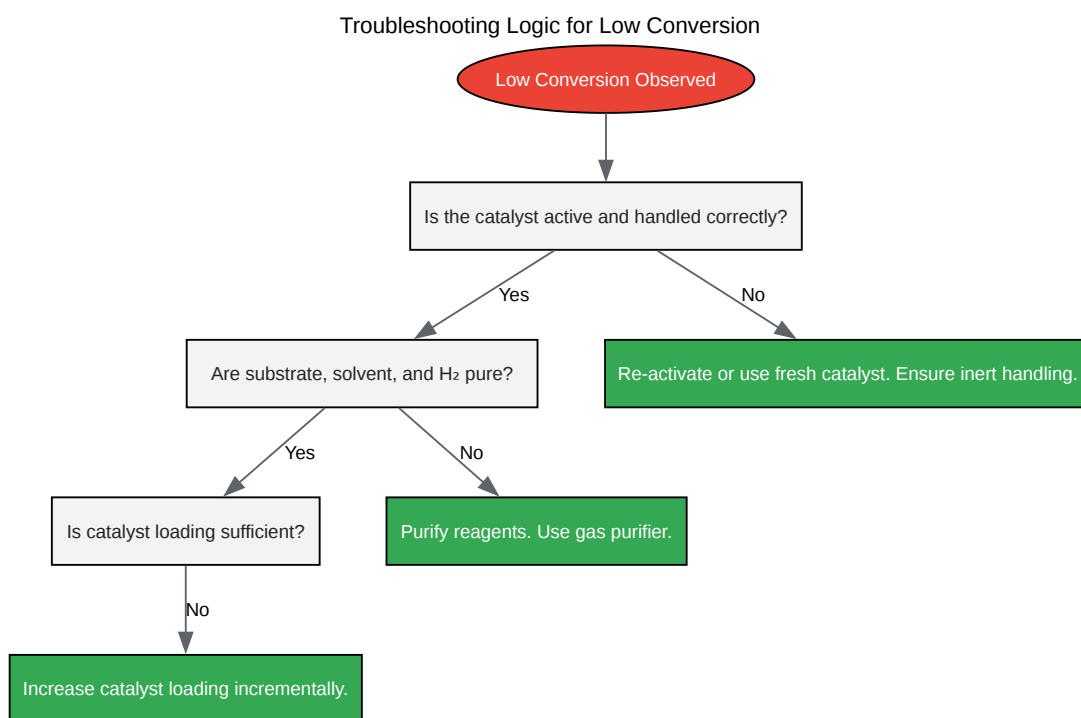 Troubleshooting Logic for Low Conversion
Low Conversion Observed
Is the catalyst active and handled correctly?
Yes
No
Are substrate, solvent, and H₂ pure?
Re-activate or use fresh catalyst. Ensure inert handling.
Yes
No
Is catalyst loading sufficient?
Purify reagents. Use gas purifier.
No
Increase catalyst loading incrementally.